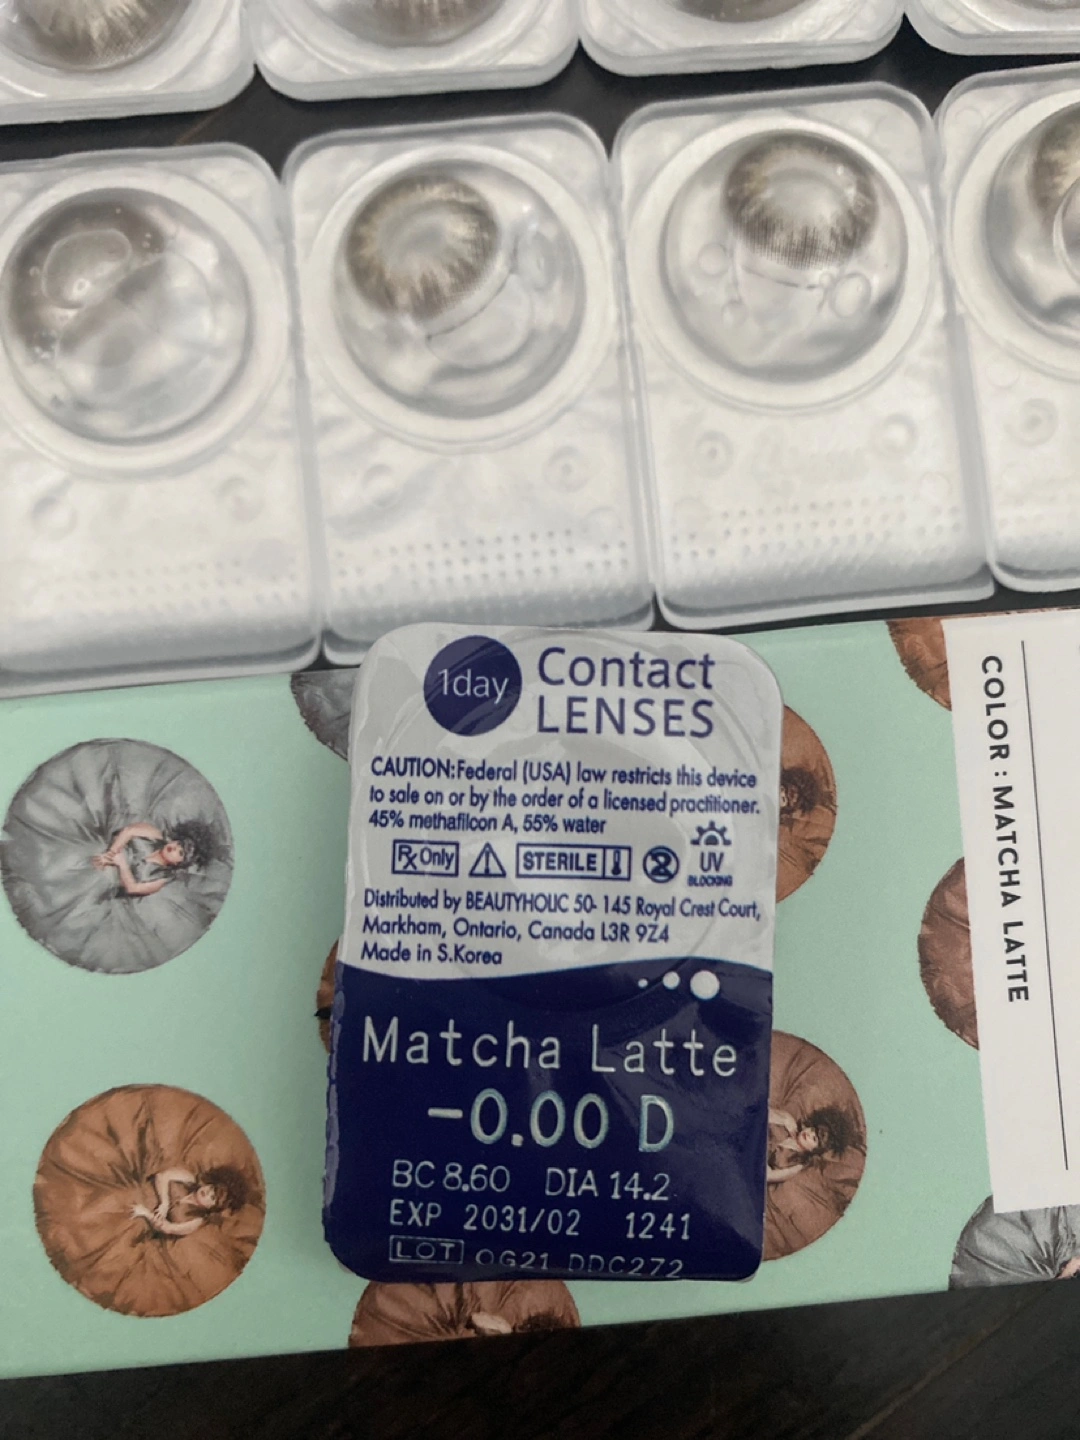 1day
Contact
LENSES
CAUTION:Federal (USA) law restricts this device
to sale on or by the order of a licensed practitioner.
45% methafilcon A, 55% water
Rx Only
STERILE
2
UV
BLOCKING
Distributed by BEAUTYHOLIC 50- 145 Royal Crest Court,
Markham, Ontario, Canada L3R 9Z4
Made in S.Korea
Matcha Latte
-0.00 D
BC 8.60 DIA 14.2
EXP 2031/02 1241
LOT OG21 DDC272
COLOR : MATCHA LATTE